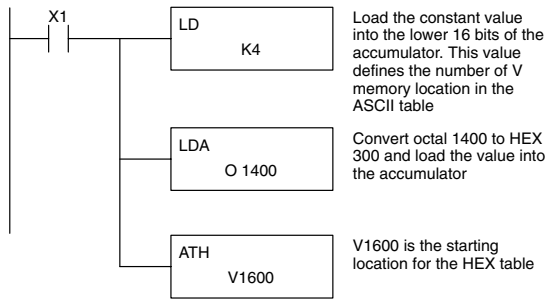 X1
LD
K4
Load the constant value
into the lower 16 bits of the
accumulator. This value
defines the number of V
memory location in the
ASCII table
LDA
O 1400
Convert octal 1400 to HEX
300 and load the value into
the accumulator
ATH
V1600
V1600 is the starting
location for the HEX table